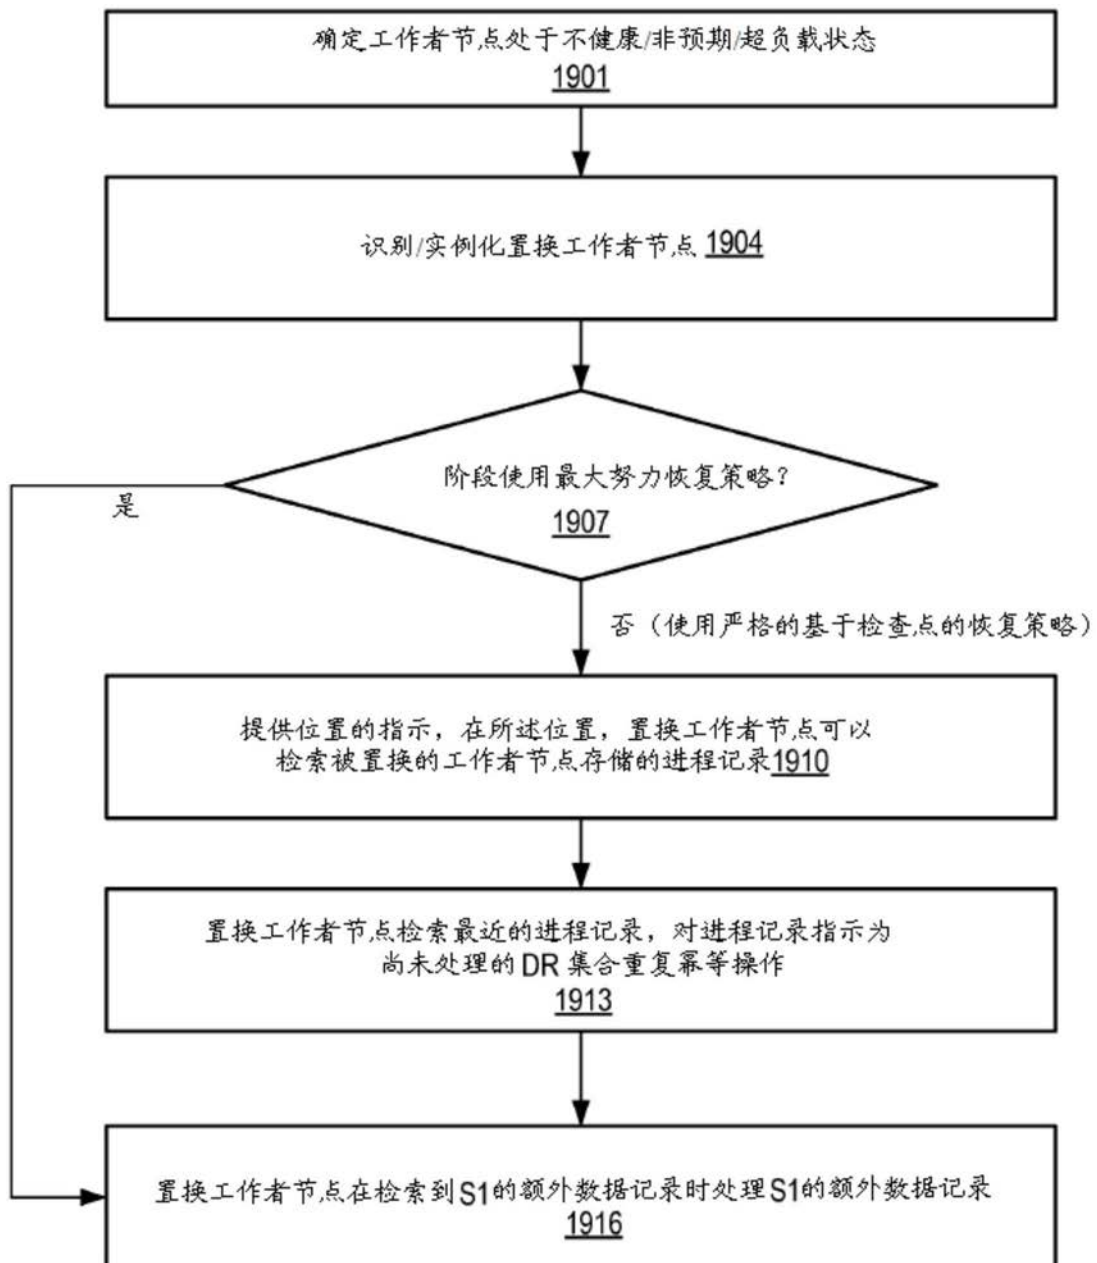 确定工作者节点处于不健康/非预期/超负载状态
1901
识别/实例化置换工作者节点 1904
阶段使用最大努力恢复策略？
1907
是
否（使用严格的基于检查点的恢复策略）
提供位置的指示，在所述位置，置换工作者节点可以
检索被置换的工作者节点存储的进程记录1910
置换工作者节点检索最近的进程记录，对进程记录指示为
尚未处理的 DR 集合重复幂等操作
1913
置换工作者节点在检索到S1的额外数据记录时处理S1的额外数据记录
1916